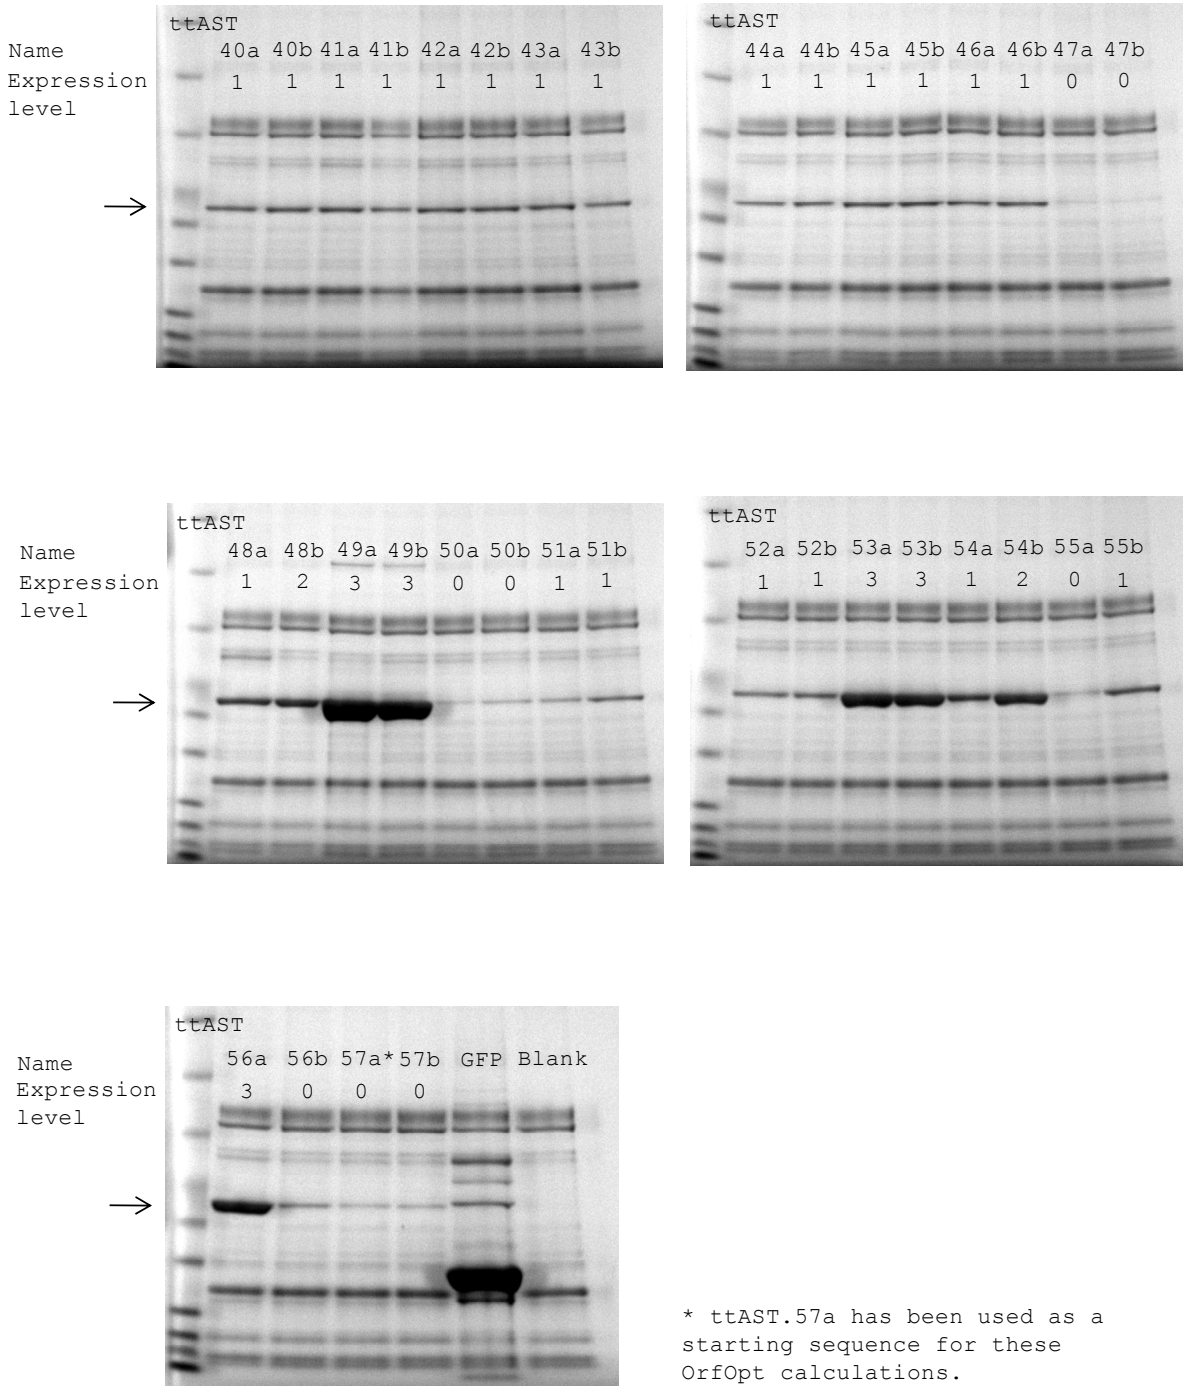 ttAST
Name 40a 40b 41a 41b 42a 42b 43a 43b
Expression level 1 1 1 1 1 1 1 1
ttAST
44a 44b 45a 45b 46a 46b 47a 47b
1 1 1 1 1 1 0 0
ttAST
Name 48a 48b 49a 49b 50a 50b 51a 51b
Expression level 1 2 3 3 0 0 1 1
ttAST
52a 52b 53a 53b 54a 54b 55a 55b
1 1 3 3 1 2 0 1
ttAST
Name 56a 56b 57a* 57b GFP Blank
Expression level 3 0 0 0
* ttAST.57a has been used as a
starting sequence for these
OrfOpt calculations.